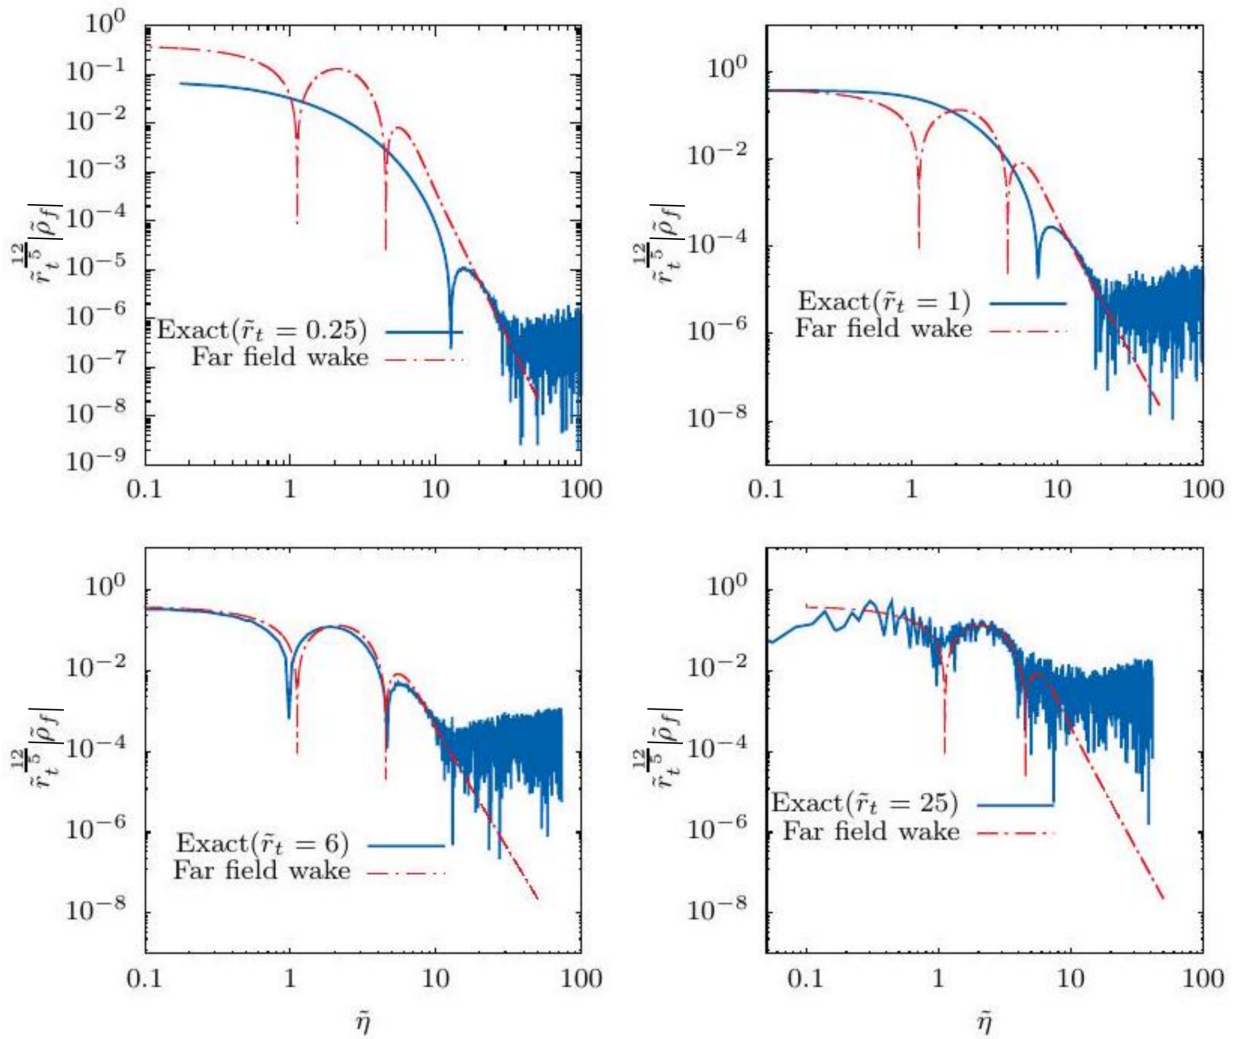 10^0
10^{-1}
10^{-2}
10^{-3}
10^{-4}
10^{-5}
10^{-6}
10^{-7}
10^{-8}
10^{-9}
r̃_t^{12/5}|ρ̃_f|
Exact(r̃_t = 0.25)
Far field wake
0.1 1 10 100
10^0
10^{-2}
10^{-4}
10^{-6}
10^{-8}
r̃_t^{12/5}|ρ̃_f|
Exact(r̃_t = 1)
Far field wake
0.1 1 10 100
10^0
10^{-2}
10^{-4}
10^{-6}
10^{-8}
r̃_t^{12/5}|ρ̃_f|
Exact(r̃_t = 6)
Far field wake
0.1 1 10 100
η̃
10^0
10^{-2}
10^{-4}
10^{-6}
10^{-8}
r̃_t^{12/5}|ρ̃_f|
Exact(r̃_t = 25)
Far field wake
0.1 1 10 100
η̃